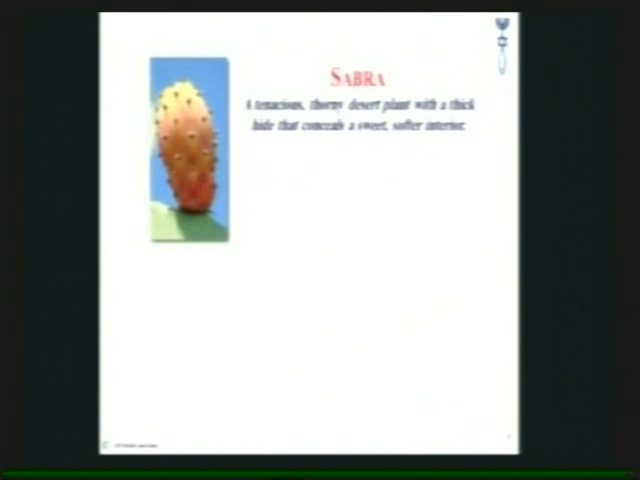 SABRA
A tenacious, thorny desert plant with a thick
hide that conceals a sweet, softer interior.